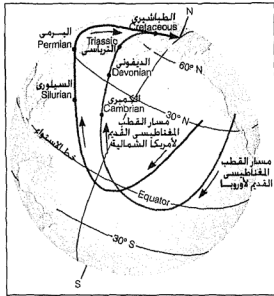 N
الطباشيري
Cretaceous
Triassic
الترياسي
البرمي
Permian
60° N
الديفوني
Devonian
السيلوري
Silurian
الكمبري
Cambrian
30° N
مسار القطب
المغناطيسي القديم
لأمريكا الشمالية
مسار القطب
المغناطيسي
القديم لأوروبا
خط الاستواء
Equator
30° S
S